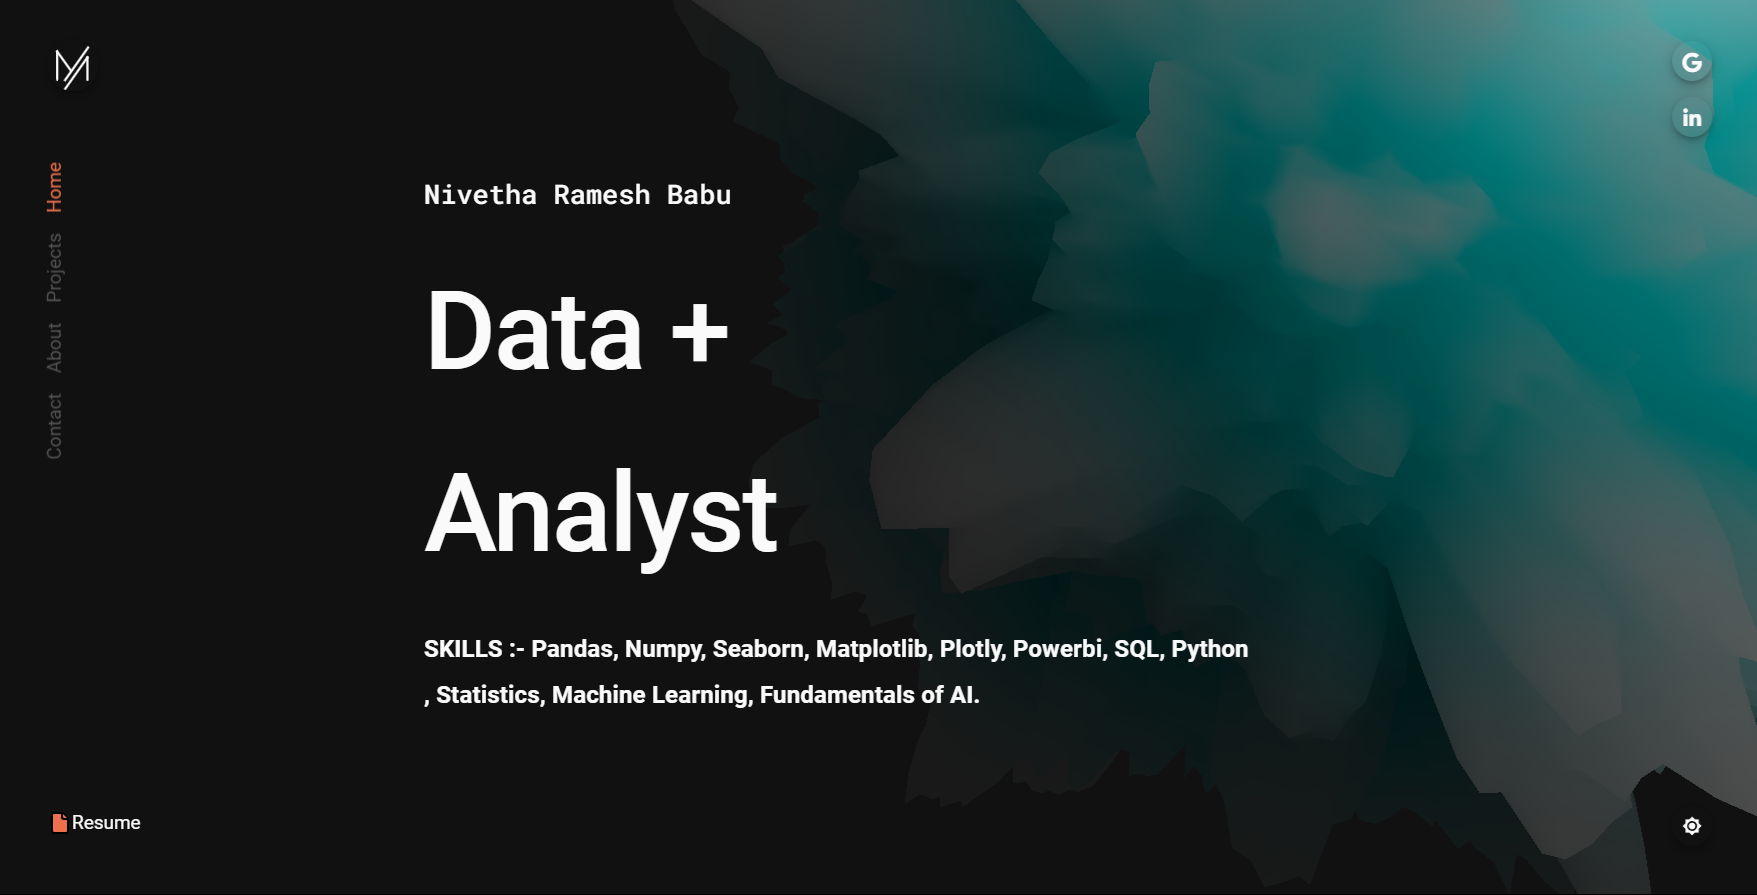 Home
Projects
About
Contact
Nivetha Ramesh Babu
Data +
Analyst
SKILLS :- Pandas, Numpy, Seaborn, Matplotlib, Plotly, Powerbi, SQL, Python
, Statistics, Machine Learning, Fundamentals of AI.
G
in
Resume